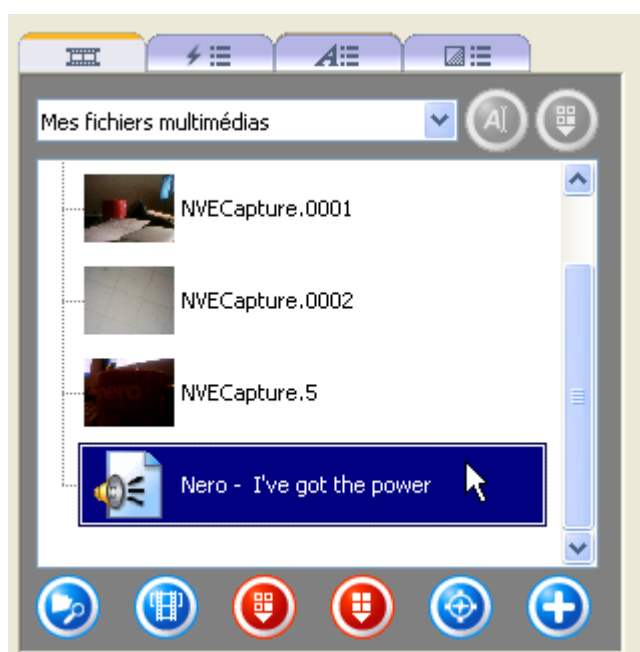 A
Mes fichiers multimédias
A
NVECapture.0001
NVECapture.0002
NVECapture.5
Nero - I've got the power